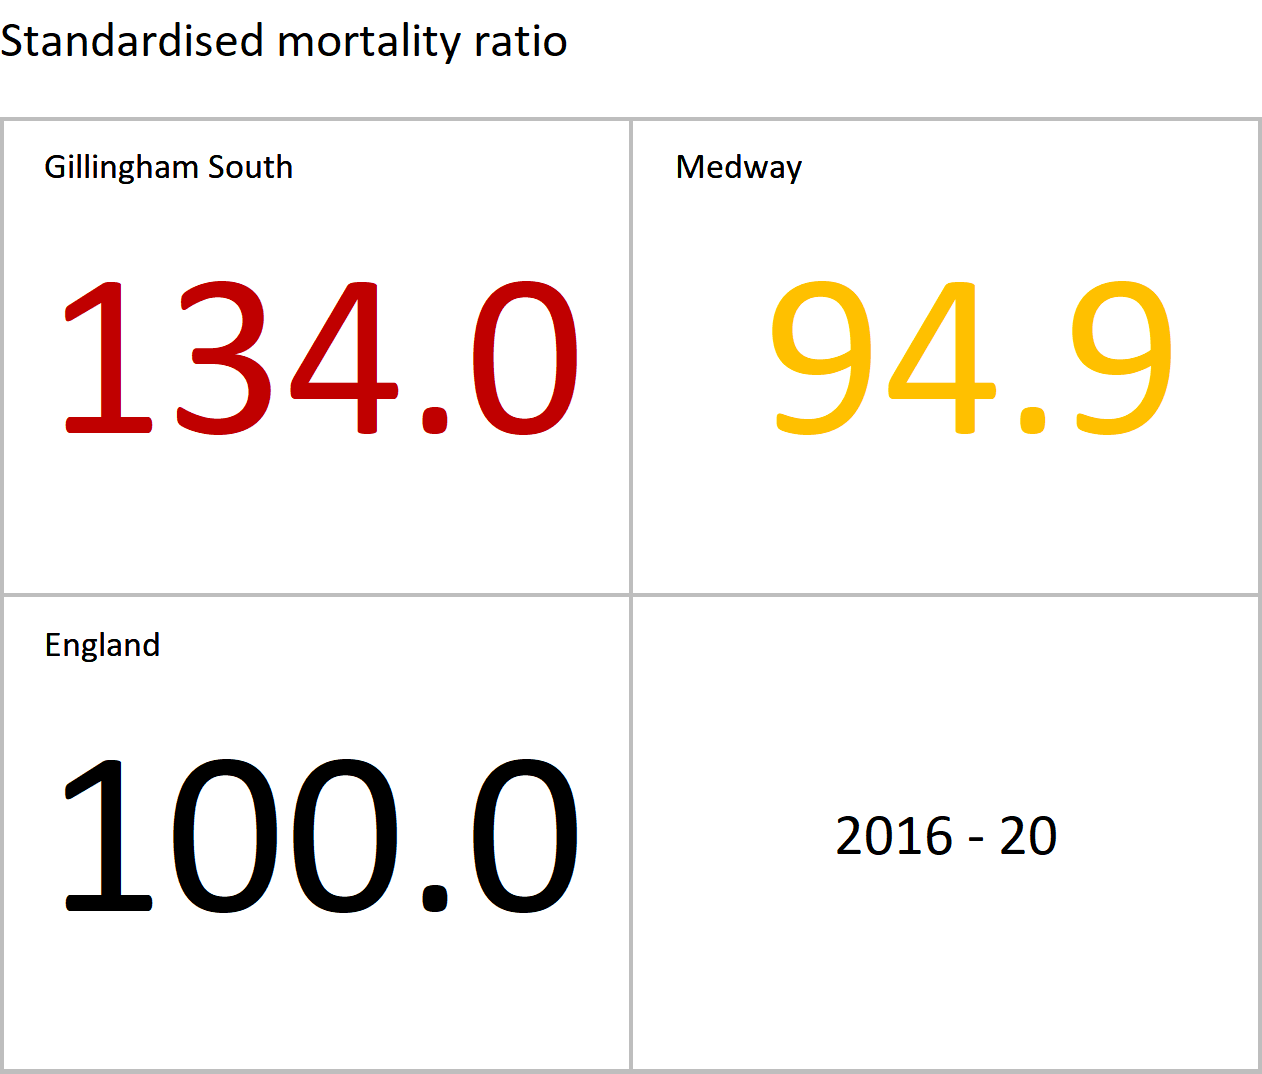 Standardised mortality ratio
Gillingham South
134.0
Medway
94.9
England
100.0
2016 - 20